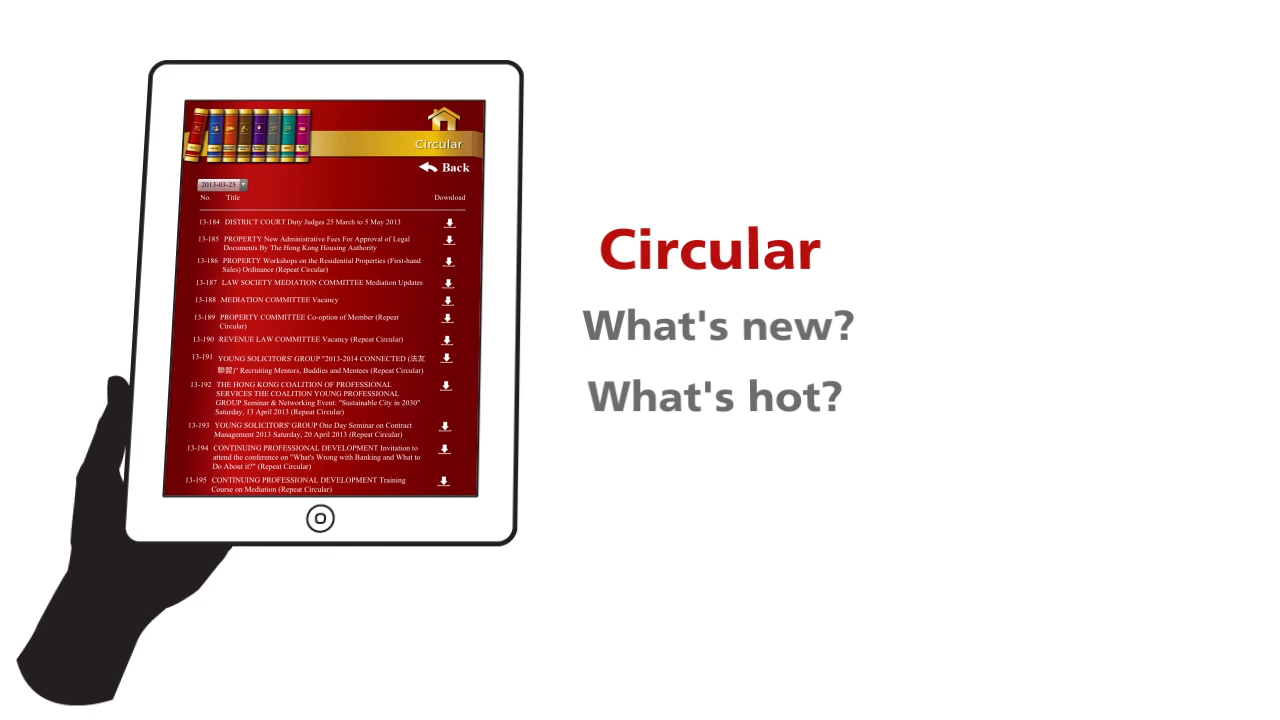 Circular
Back
2013-03-25
No. Title Download
13-184 DISTRICT COURT Duty Judges 25 March to 5 May 2013
13-185 PROPERTY New Administrative Fees For Approval of Legal
Documents By The Hong Kong Housing Authority
13-186 PROPERTY Workshops on the Residential Properties (First-hand
Sales) Ordinance (Repeat Circular)
13-187 LAW SOCIETY MEDIATION COMMITTEE Mediation Updates
13-188 MEDIATION COMMITTEE Vacancy
13-189 PROPERTY COMMITTEE Co-option of Member (Repeat
Circular)
13-190 REVENUE LAW COMMITTEE Vacancy (Repeat Circular)
13-191 YOUNG SOLICITORS' GROUP "2013-2014 CONNECTED (法友
聯盟)" Recruiting Mentors, Buddies and Mentees (Repeat Circular)
13-192 THE HONG KONG COALITION OF PROFESSIONAL
SERVICES THE COALITION YOUNG PROFESSIONAL
GROUP Seminar & Networking Event: "Sustainable City in 2030"
Saturday, 13 April 2013 (Repeat Circular)
13-193 YOUNG SOLICITORS' GROUP One Day Seminar on Contract
Management 2013 Saturday, 20 April 2013 (Repeat Circular)
13-194 CONTINUING PROFESSIONAL DEVELOPMENT Invitation to
attend the conference on "What's Wrong with Banking and What to
Do About it?" (Repeat Circular)
13-195 CONTINUING PROFESSIONAL DEVELOPMENT Training
Course on Mediation (Repeat Circular)
Circular
What's new?
What's hot?